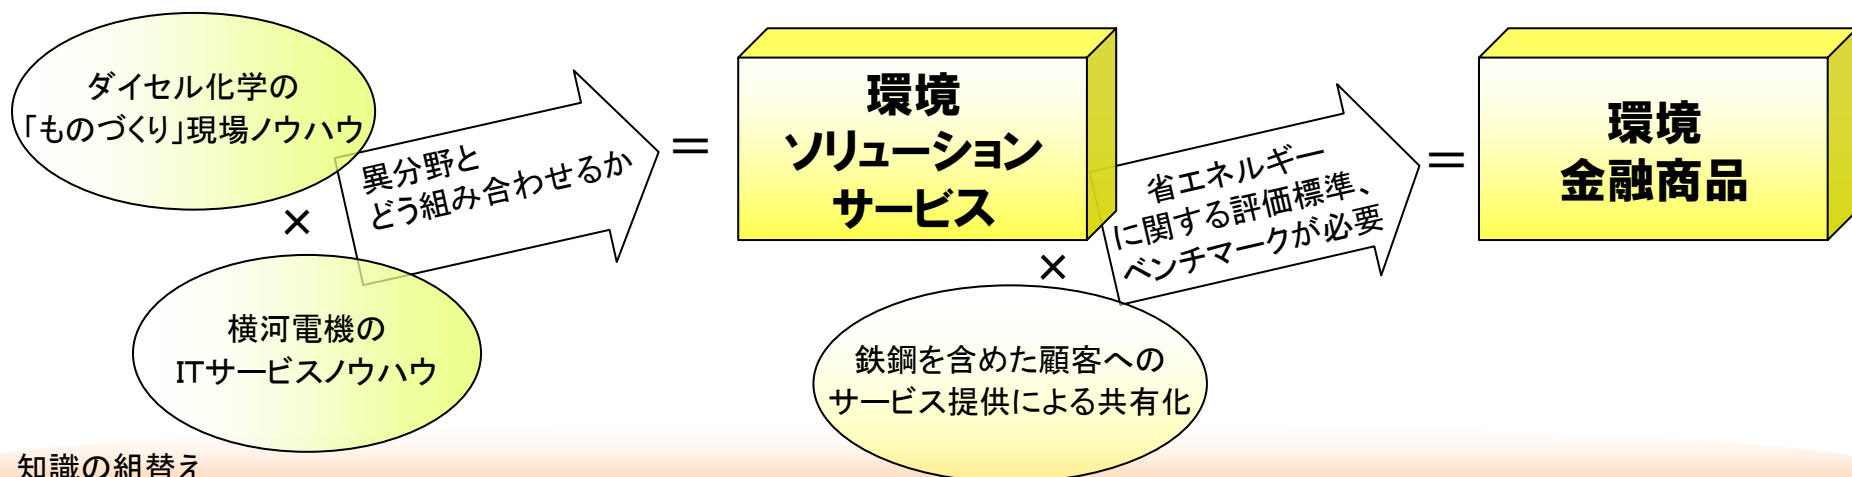 ダイセル化学の
「ものづくり」現場ノウハウ
×
横河電機の
ITサービスノウハウ
異分野と
どう組み合わせるか
＝
環境
ソリューション
サービス
×
鉄鋼を含めた顧客への
サービス提供による共有化
省エネルギー
に関する評価標準、
ベンチマークが必要
＝
環境
金融商品
知識の組替え